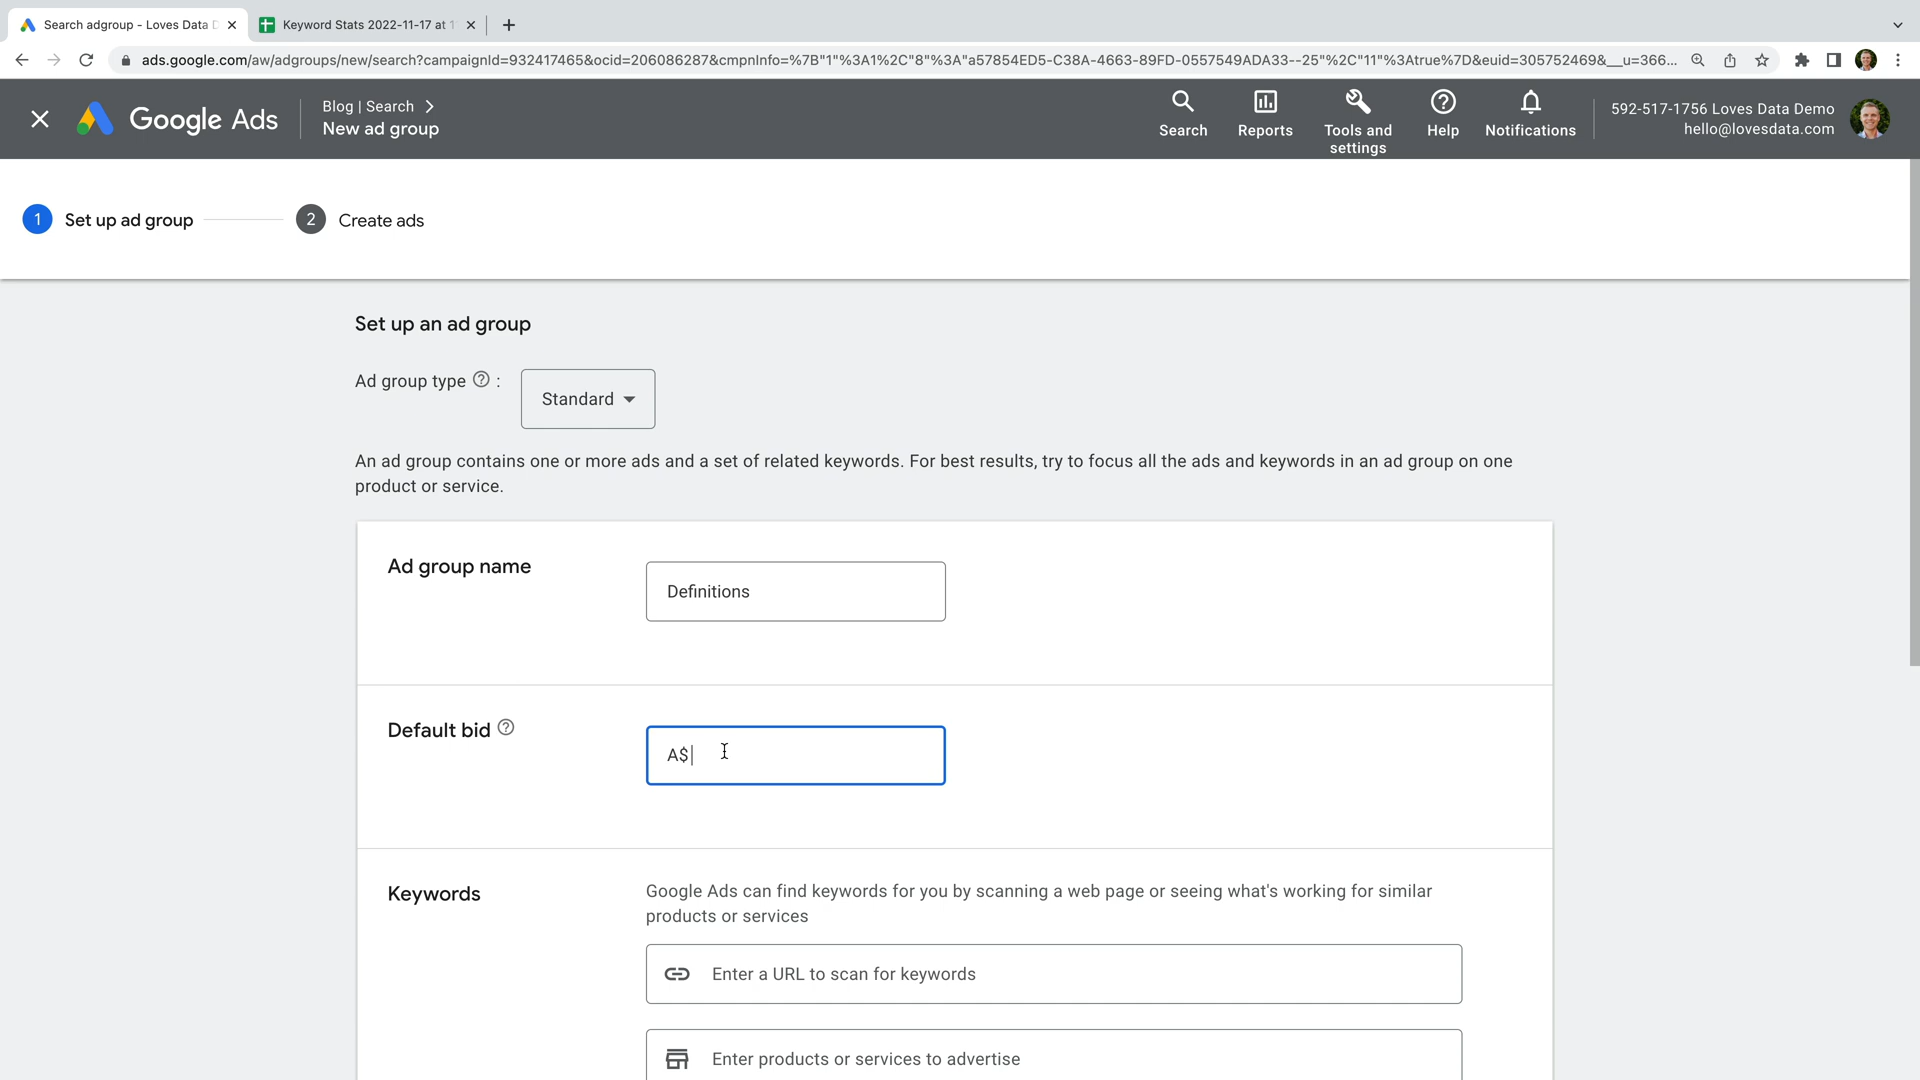 Search adgroup - Loves Data D
Keyword Stats 2022-11-17 at 1
ads.google.com/aw/adgroups/new/search?campaignId=932417465&ocid=206086287&cmpnInfo=%7B"1"%3A1%2C"8"%3A"a57854ED5-C38A-4663-89FD-0557549ADA33--25"%2C"11"%3Atrue%7D&euid=305752469&__u=366...
Google Ads
Blog | Search
New ad group
Search
Reports
Tools and
settings
Help
Notifications
592-517-1756 Loves Data Demo
hello@lovesdata.com
1 Set up ad group
2 Create ads
Set up an ad group
Ad group type ? :
Standard
An ad group contains one or more ads and a set of related keywords. For best results, try to focus all the ads and keywords in an ad group on one
product or service.
Ad group name
Definitions
Default bid ?
A$
Keywords
Google Ads can find keywords for you by scanning a web page or seeing what's working for similar
products or services
Enter a URL to scan for keywords
Enter products or services to advertise